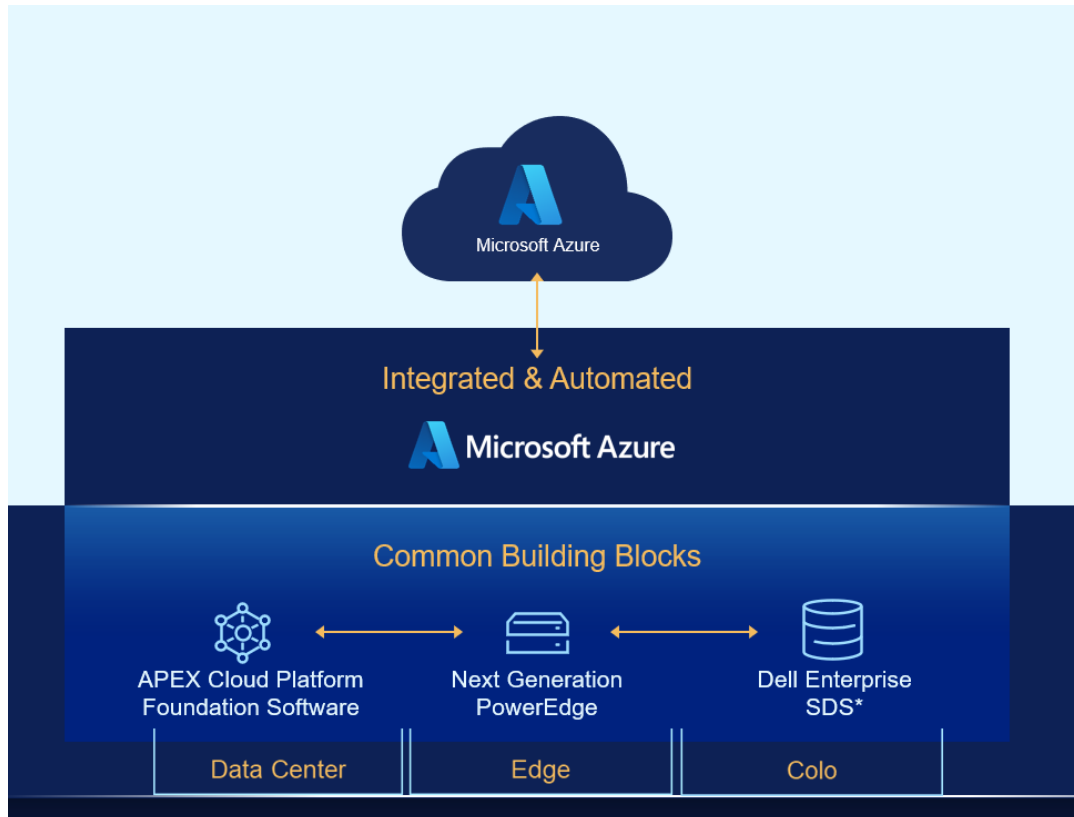 Microsoft Azure
Integrated & Automated
Microsoft Azure
Common Building Blocks
APEX Cloud Platform
Foundation Software
Next Generation
PowerEdge
Dell Enterprise
SDS*
Data Center
Edge
Colo